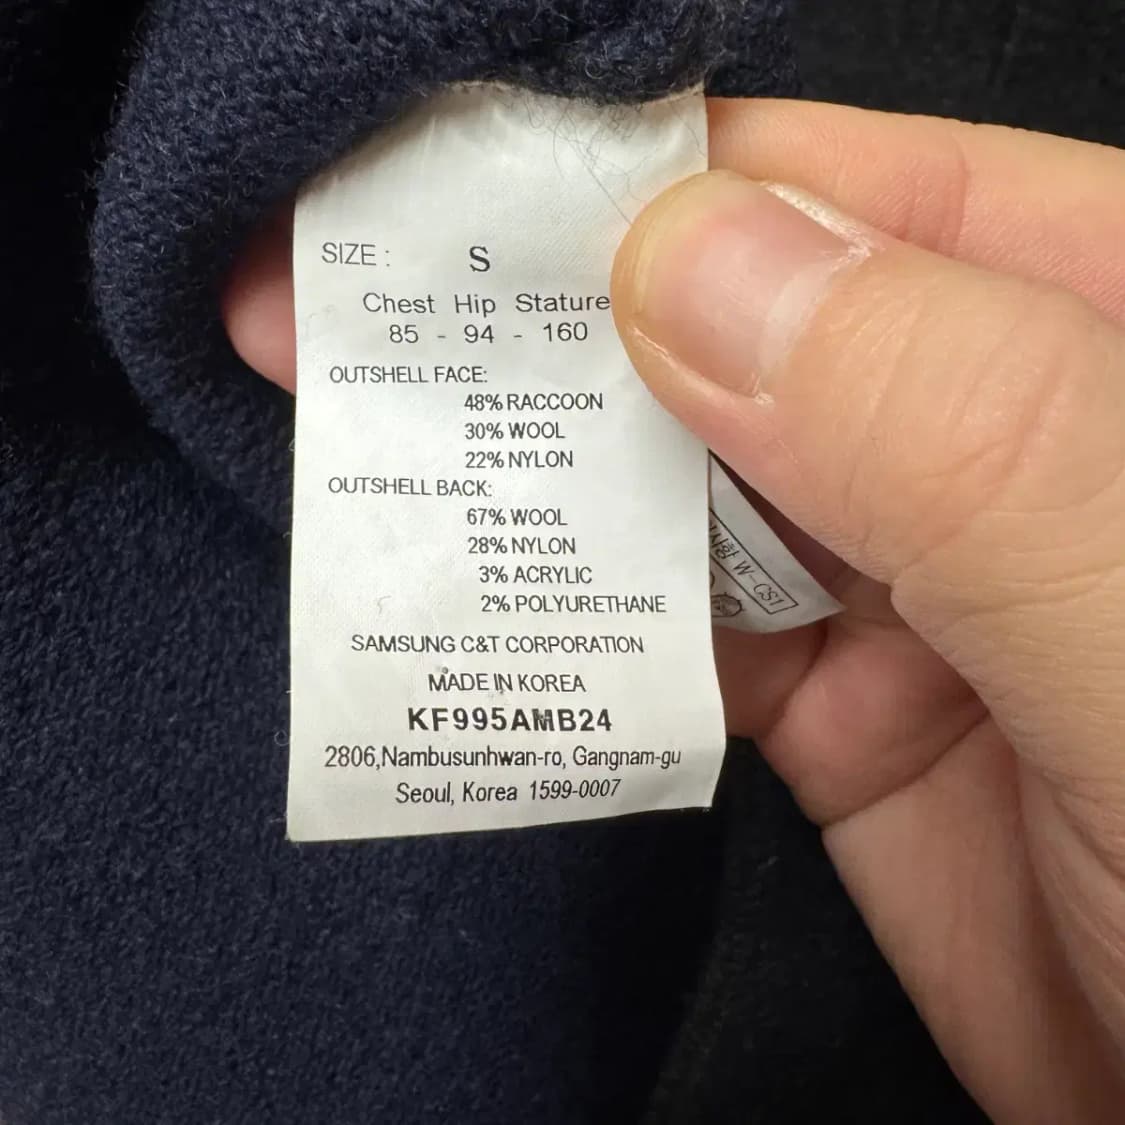 SIZE : S
Chest Hip Stature
85 - 94 - 160
OUTSHELL FACE:
48% RACCOON
30% WOOL
22% NYLON
OUTSHELL BACK:
67% WOOL
28% NYLON
3% ACRYLIC
2% POLYURETHANE
SAMSUNG C&T CORPORATION
MADE IN KOREA
KF995AMB24
2806,Nambusunhwan-ro, Gangnam-gu
Seoul, Korea 1599-0007
W-CS1